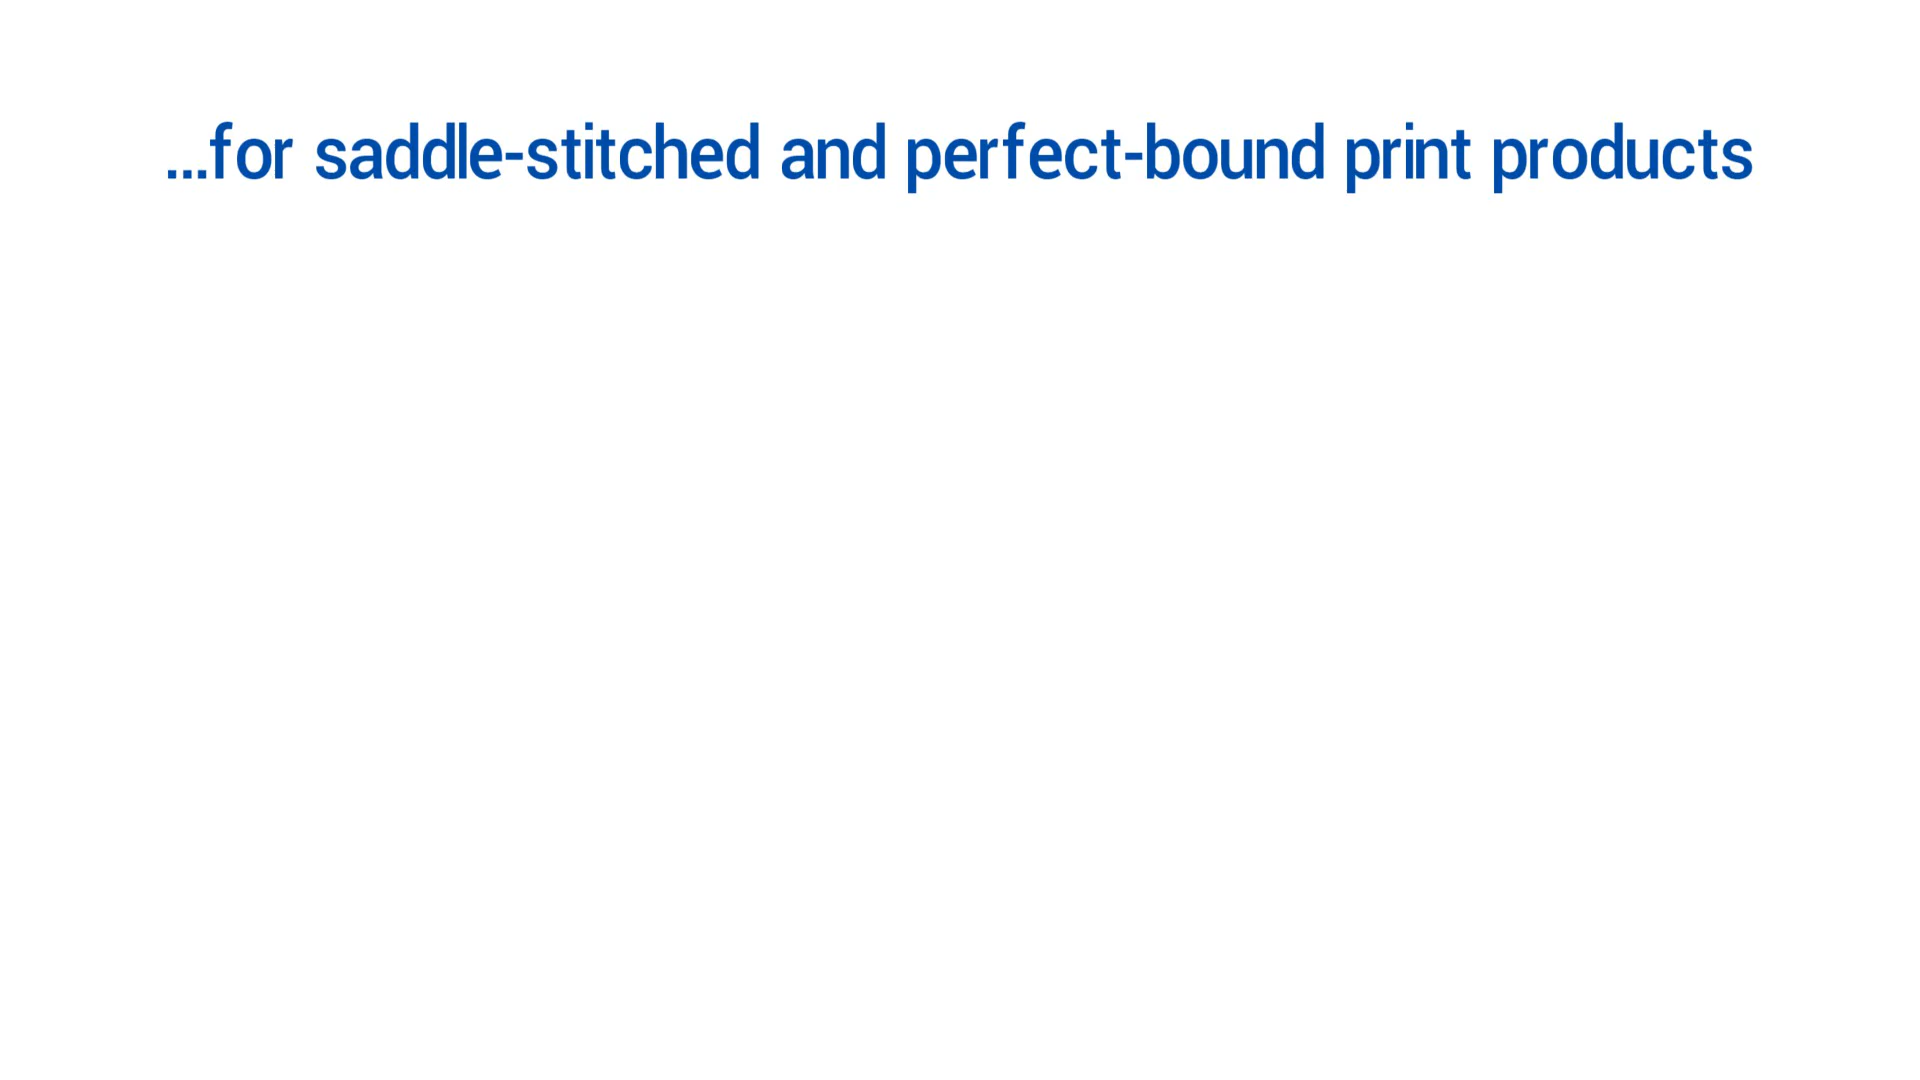 ...for saddle-stitched and perfect-bound print products